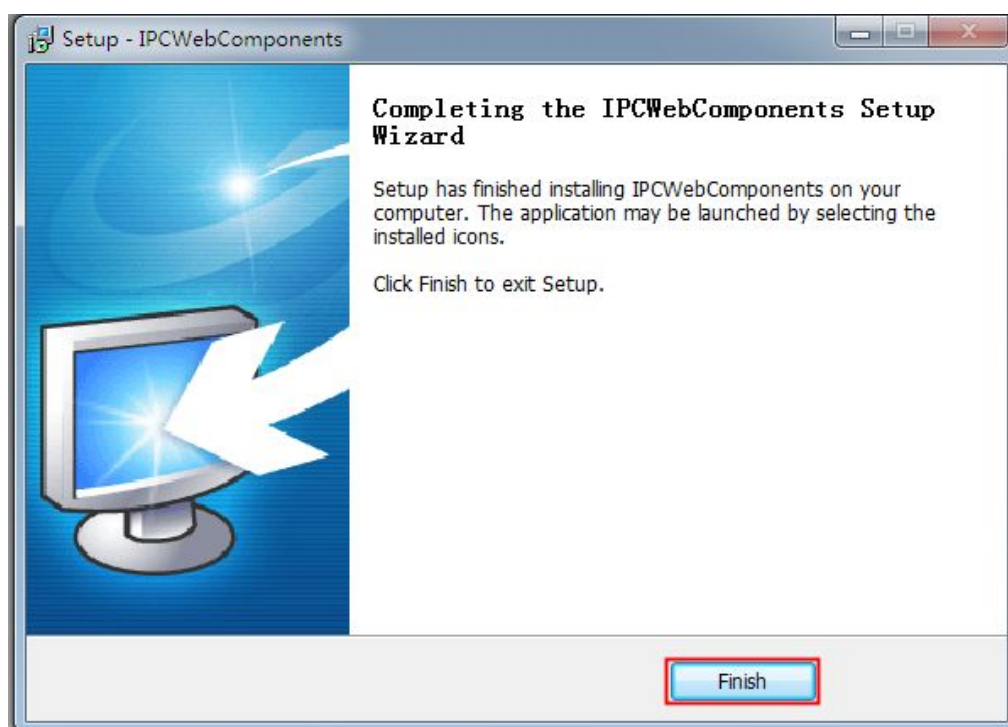 Setup - IPCWebComponents
Completing the IPCWebComponents Setup
Wizard
Setup has finished installing IPCWebComponents on your
computer. The application may be launched by selecting the
installed icons.
Click Finish to exit Setup.
Finish